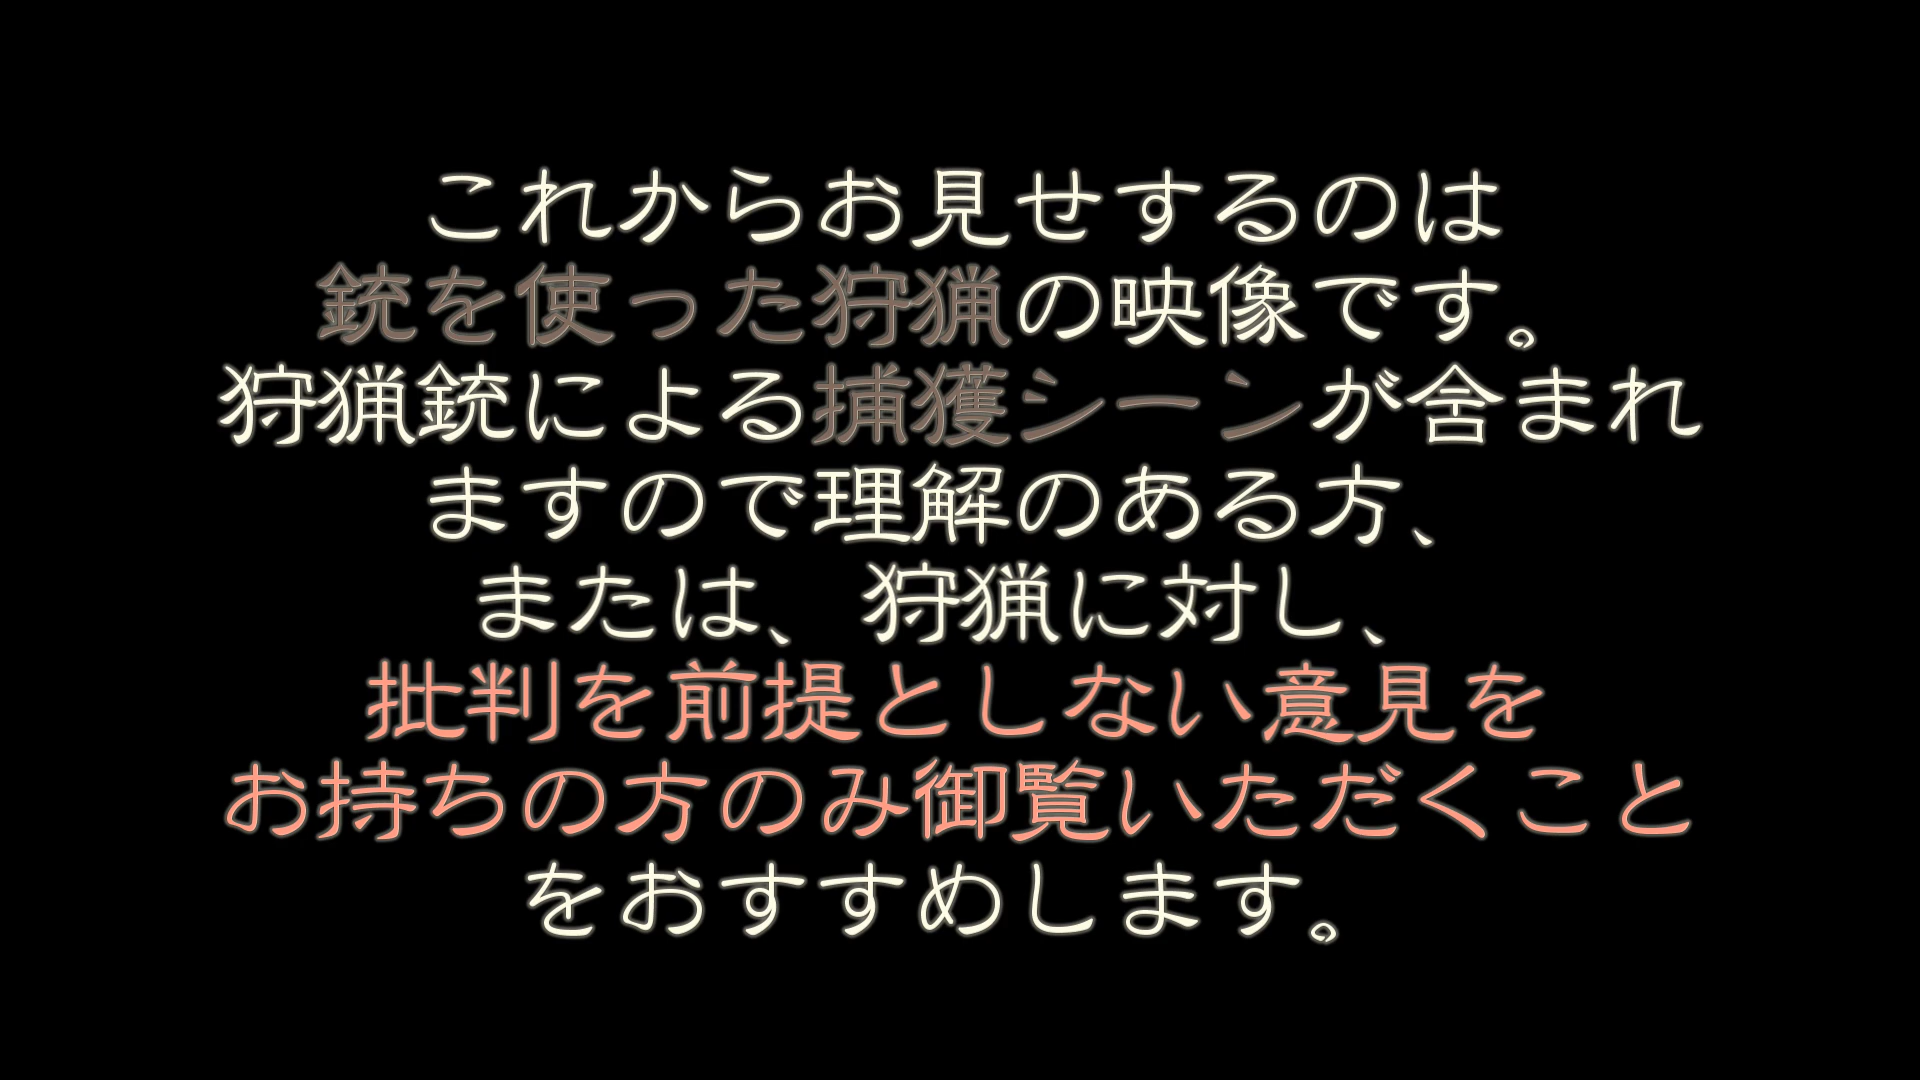 これからお見せするのは
銃を使った狩猟の映像です。
狩猟銃による捕獲シーンが含まれ
ますので理解のある方、
または、狩猟に対し、
批判を前提としない意見を
お持ちの方のみ御覧いただくこと
をおすすめします。